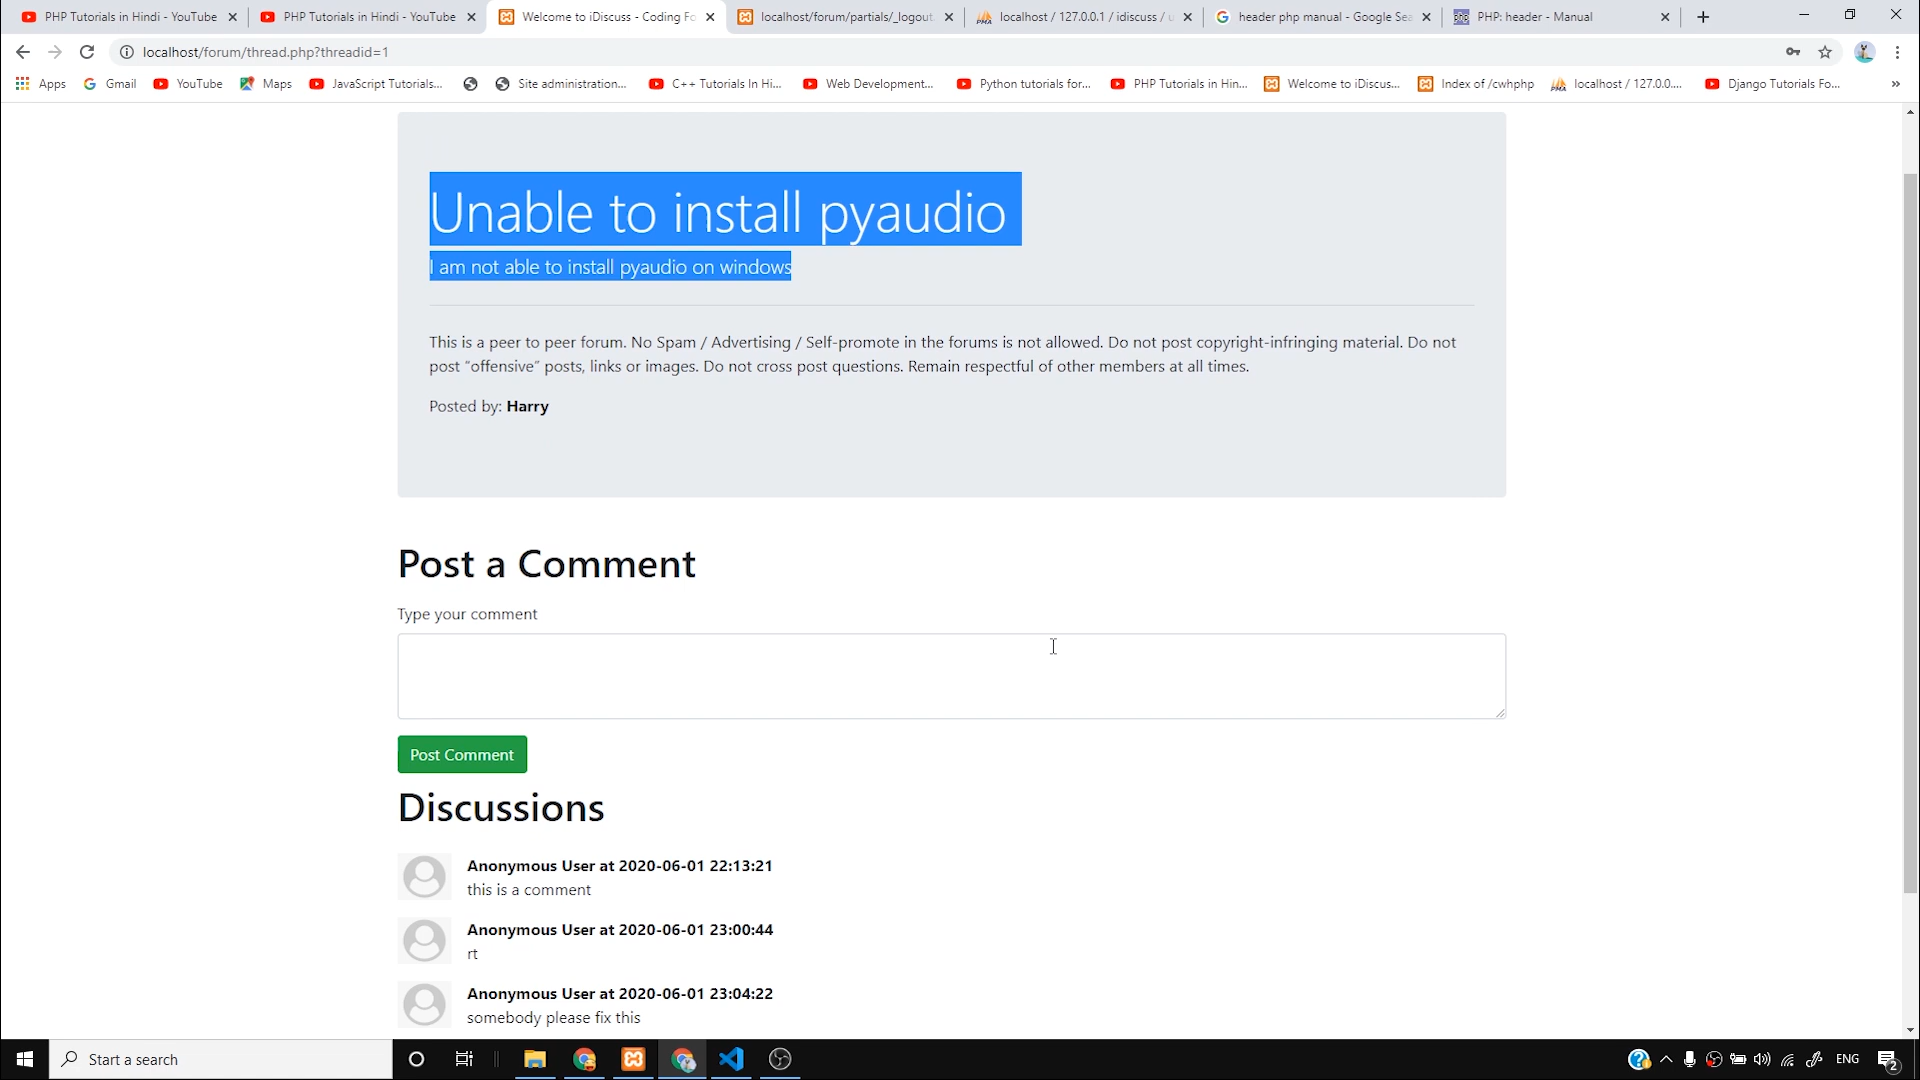 PHP Tutorials in Hindi - YouTube
PHP Tutorials in Hindi - YouTube
Welcome to iDiscuss - Coding Fo
localhost/forum/partials/_logout.
localhost / 127.0.0.1 / idiscuss / u
header php manual - Google Sea
PHP: header - Manual
localhost/forum/thread.php?threadid=1
Apps
Gmail
YouTube
Maps
JavaScript Tutorials...
Site administration...
C++ Tutorials In Hi...
Web Development...
Python tutorials for...
PHP Tutorials in Hin...
Welcome to iDiscus...
Index of /cwhphp
localhost / 127.0.0....
Django Tutorials Fo...
Unable to install pyaudio
I am not able to install pyaudio on windows
This is a peer to peer forum. No Spam / Advertising / Self-promote in the forums is not allowed. Do not post copyright-infringing material. Do not
post “offensive” posts, links or images. Do not cross post questions. Remain respectful of other members at all times.
Posted by: Harry
Post a Comment
Type your comment
Post Comment
Discussions
Anonymous User at 2020-06-01 22:13:21
this is a comment
Anonymous User at 2020-06-01 23:00:44
rt
Anonymous User at 2020-06-01 23:04:22
somebody please fix this
Start a search
ENG
2